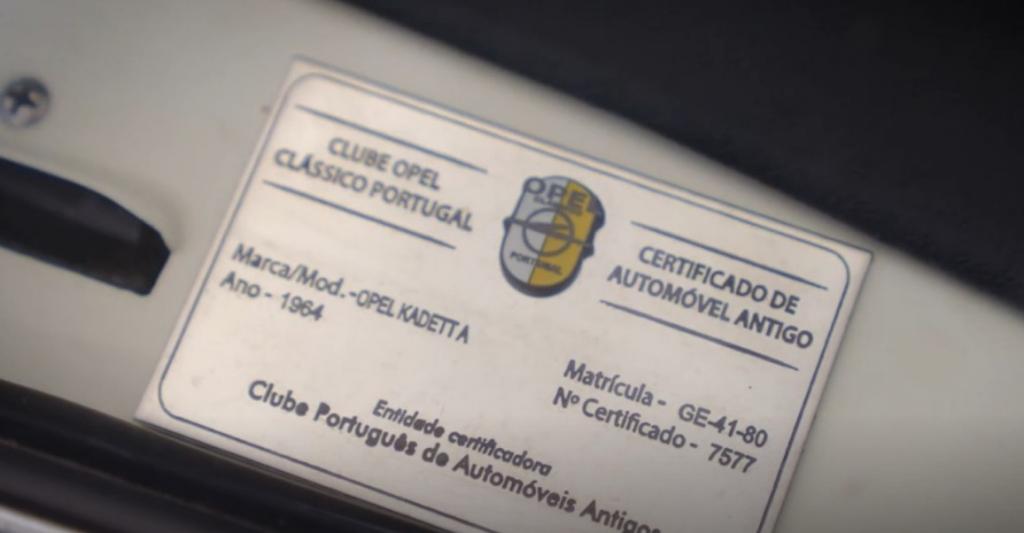 CLUBE OPEL
CLÁSSICO PORTUGAL
OPEL
PORTUGAL
CERTIFICADO DE
AUTOMÓVEL ANTIGO
Marca/Mod.-OPEL KADETT A
Ano - 1964
Matrícula - GE-41-80
Nº Certificado - 7577
Entidade certificadora
Clube Português de Automóveis Antigos